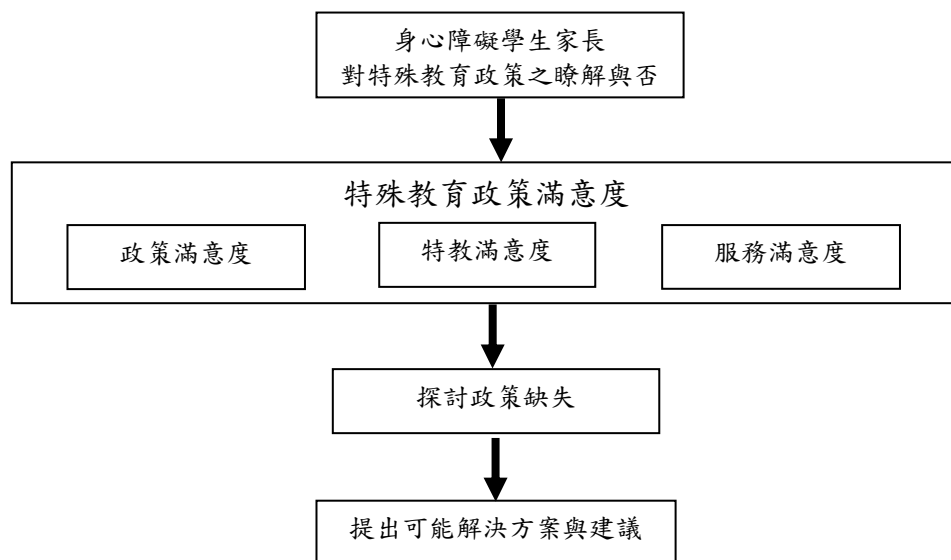 身心障礙學生家長
對特殊教育政策之瞭解與否
特殊教育政策滿意度
政策滿意度
特教滿意度
服務滿意度
探討政策缺失
提出可能解決方案與建議